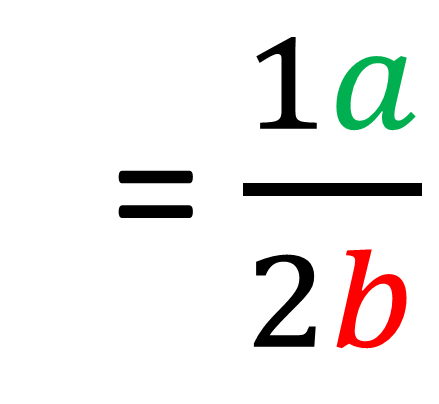 1a
=
2b